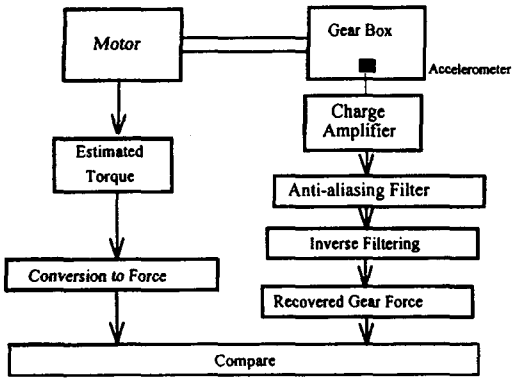 Motor
Gear Box
Accelerometer
Charge
Amplifier
Estimated
Torque
Anti-aliasing Filter
Inverse Filtering
Conversion to Force
Recovered Gear Force
Compare